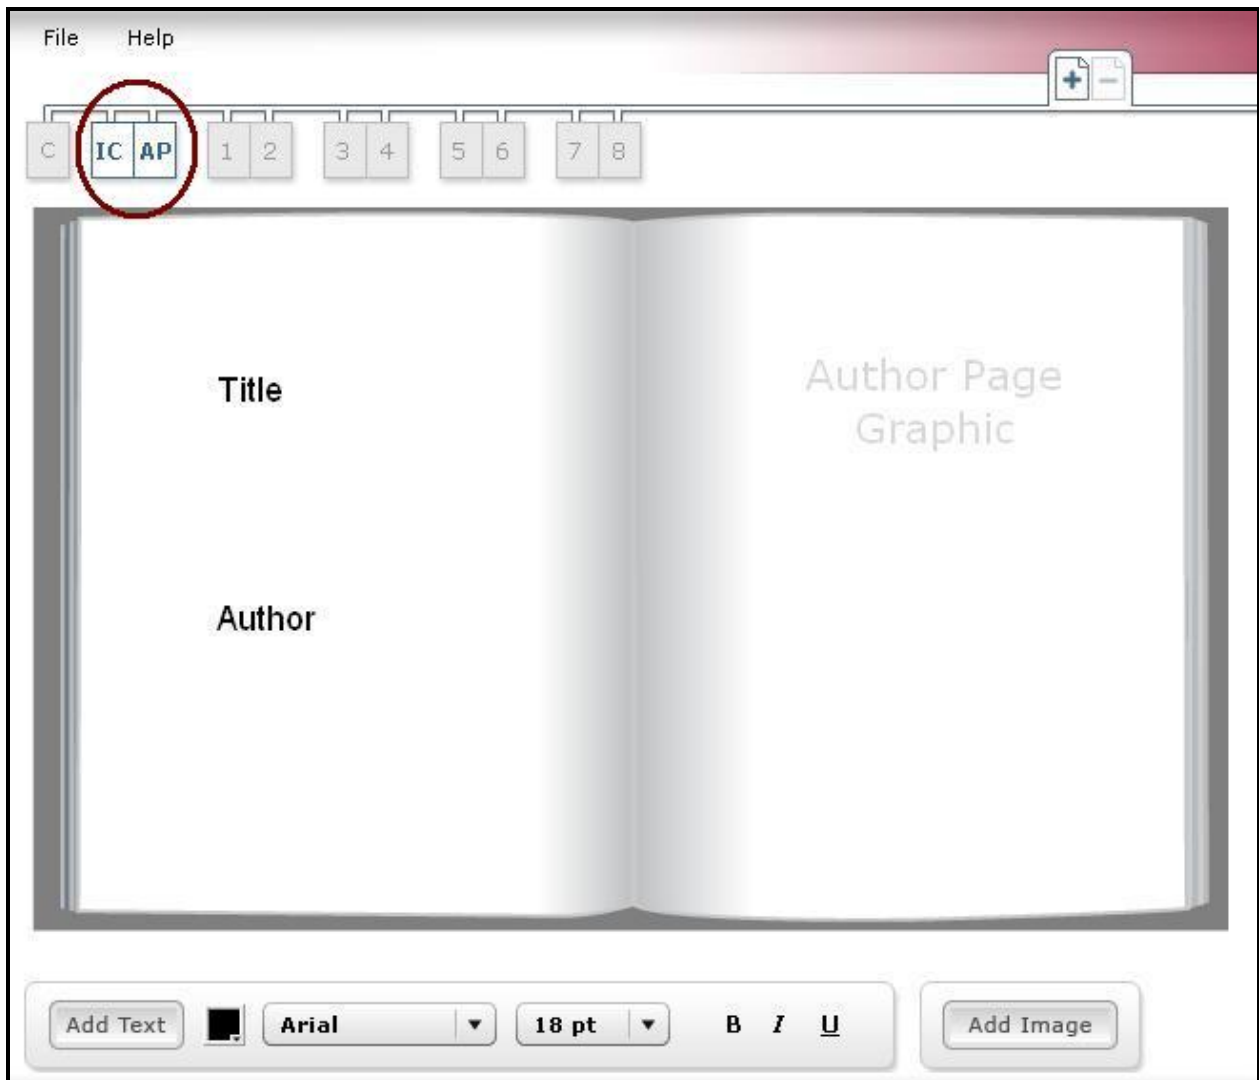 File Help
C IC AP 1 2 3 4 5 6 7 8
Title
Author Page
Graphic
Author
Add Text Arial 18 pt B I U Add Image